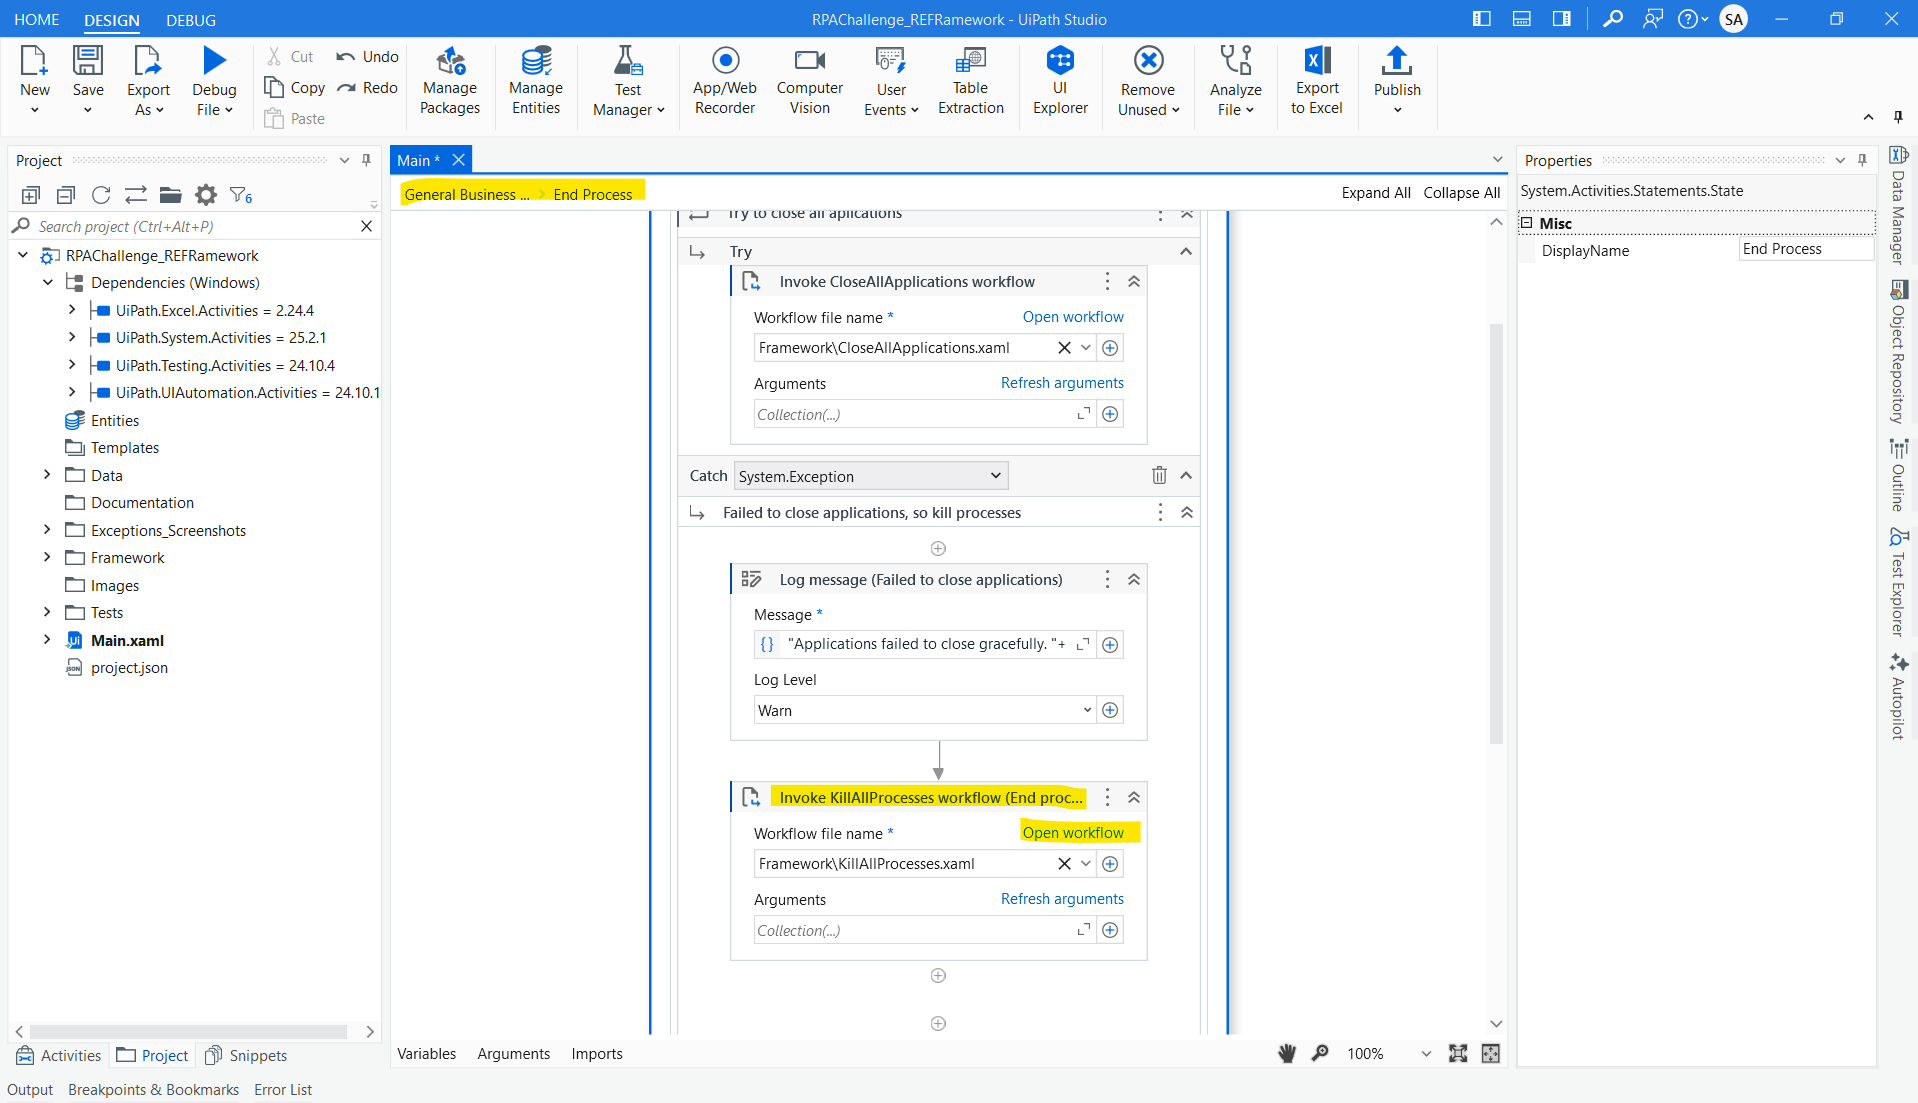 HOME DESIGN DEBUG RPAChallenge_REFRamework - UiPath Studio SA
New
Save
Export As
Debug File
Cut
Copy
Paste
Undo
Redo
Manage Packages
Manage Entities
Test Manager
App/Web Recorder
Computer Vision
User Events
Table Extraction
UI Explorer
Remove Unused
Analyze File
Export to Excel
Publish
Project
6
Search project (Ctrl+Alt+P)
RPAChallenge_REFRamework
Dependencies (Windows)
UiPath.Excel.Activities = 2.24.4
UiPath.System.Activities = 25.2.1
UiPath.Testing.Activities = 24.10.4
UiPath.UIAutomation.Activities = 24.10.1
Entities
Templates
Data
Documentation
Exceptions_Screenshots
Framework
Images
Tests
Main.xaml
project.json
Activities Project Snippets
Main *
General Business ... End Process
Expand All Collapse All
Try to close all aplications
Try
Invoke CloseAllApplications workflow
Workflow file name * Open workflow
Framework\CloseAllApplications.xaml
Arguments Refresh arguments
Collection(...)
Catch System.Exception
Failed to close applications, so kill processes
Log message (Failed to close applications)
Message *
{} "Applications failed to close gracefully. "+
Log Level
Warn
Invoke KillAllProcesses workflow (End proc...
Workflow file name * Open workflow
Framework\KillAllProcesses.xaml
Arguments Refresh arguments
Collection(...)
Variables Arguments Imports 100%
Properties
System.Activities.Statements.State
Misc
DisplayName End Process
Data Manager
Object Repository
Outline
Test Explorer
Autopilot
Output Breakpoints & Bookmarks Error List